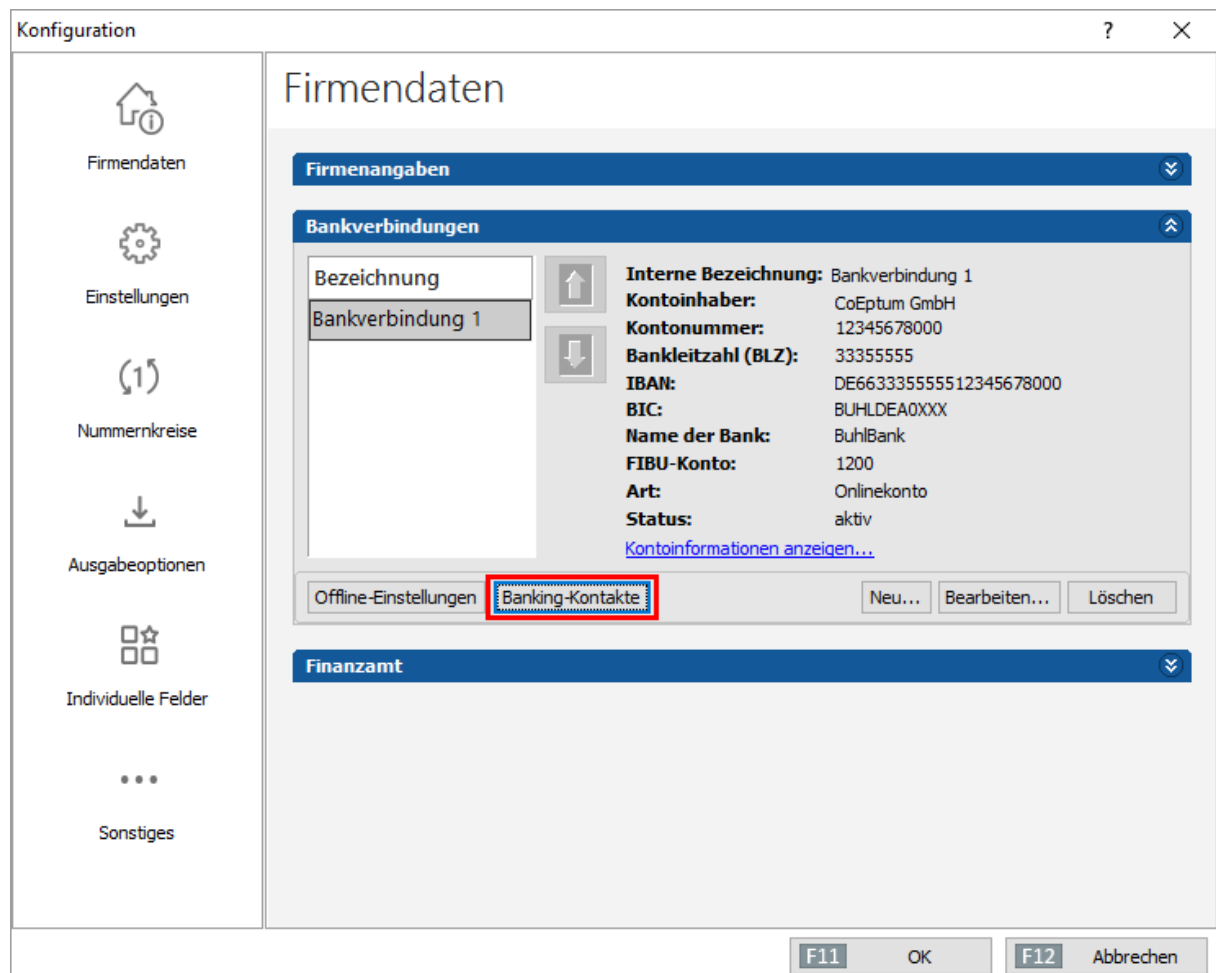 Konfiguration
?
Firmendaten
Einstellungen
Nummernkreise
Ausgabeoptionen
Individuelle Felder
Sonstiges
Firmendaten
Firmenangaben
Bankverbindungen
Bezeichnung
Bankverbindung 1
Interne Bezeichnung: Bankverbindung 1
Kontoinhaber: CoEptum GmbH
Kontonummer: 12345678000
Bankleitzahl (BLZ): 33355555
IBAN: DE663335555512345678000
BIC: BUHLDEA0XXX
Name der Bank: BuhlBank
FIBU-Konto: 1200
Art: Onlinekonto
Status: aktiv
Kontoinformationen anzeigen...
Offline-Einstellungen Banking-Kontakte Neu... Bearbeiten... Löschen
Finanzamt
F11 OK F12 Abbrechen